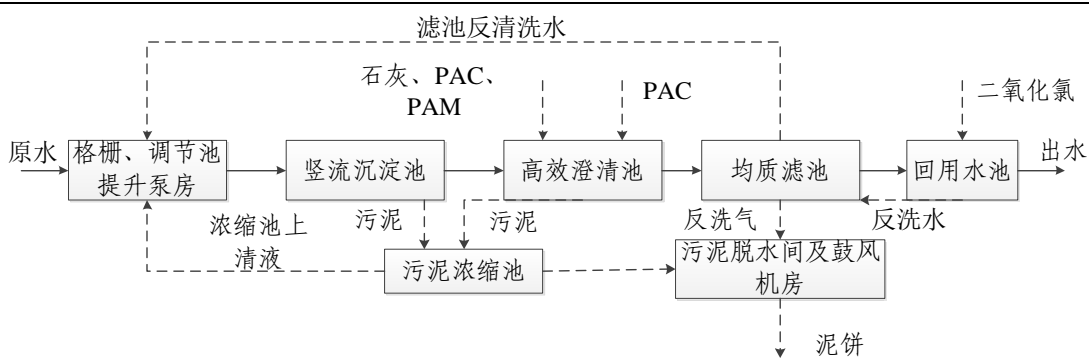 滤池反清洗水
石灰、PAC、
PAM
PAC
二氧化氯
原水
格栅、调节池
提升泵房
竖流沉淀池
高效澄清池
均质滤池
回用水池
出水
浓缩池上
清液
污泥
污泥
反洗气
反洗水
污泥浓缩池
污泥脱水间及鼓风
机房
泥饼